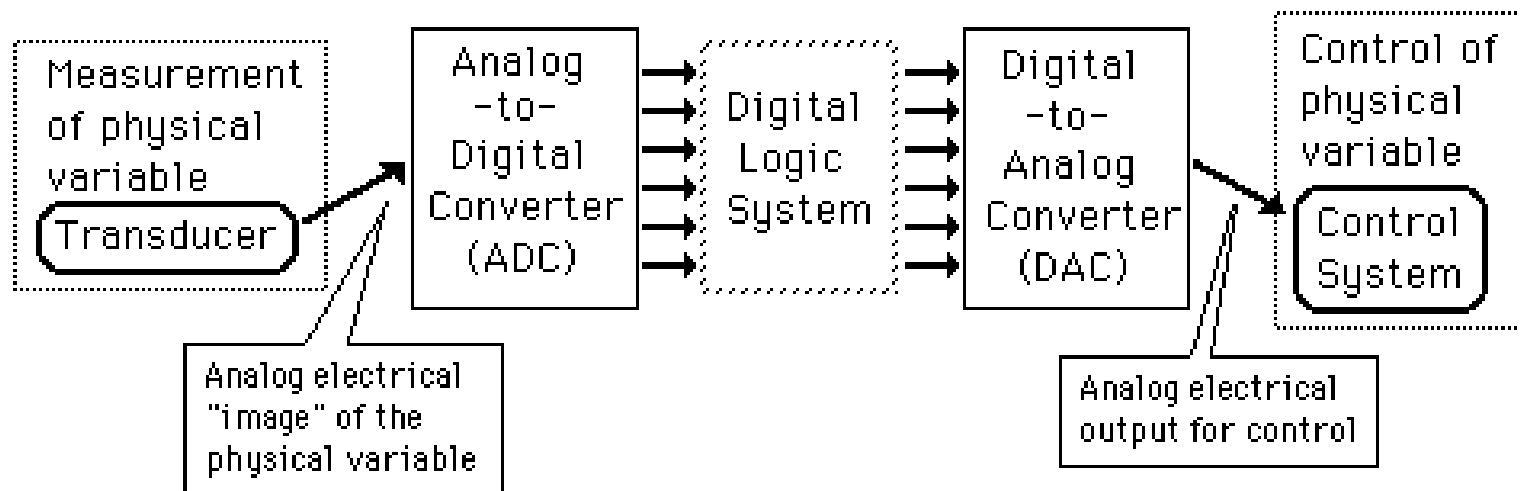 Measurement
of physical
variable
Transducer
Analog
-to-
Digital
Converter
(ADC)
Digital
Logic
System
Digital
-to-
Analog
Converter
(DAC)
Control of
physical
variable
Control
System
Analog electrical
"image" of the
physical variable
Analog electrical
output for control